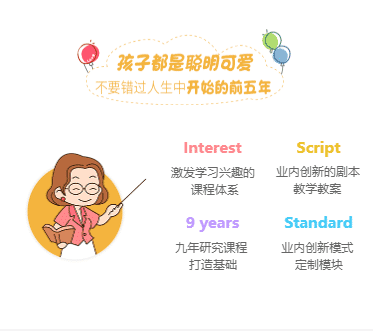 孩子都是聪明可爱
不要错过人生中开始的前五年
Interest
激发学习兴趣的
课程体系
Script
业内创新的剧本
教学教案
9 years
九年研究课程
打造基础
Standard
业内创新模式
定制模块